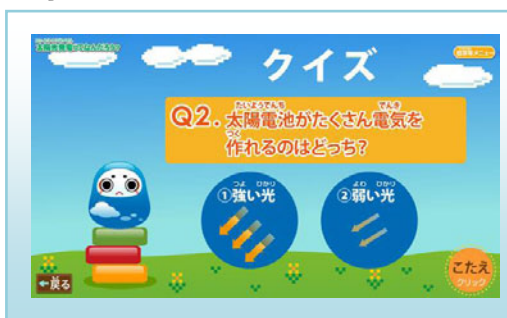 クイズ
Q2. 太陽電池がたくさん電気を
作れるのはどっち?
①強い光
②弱い光
←戻る
こたえ
クリック